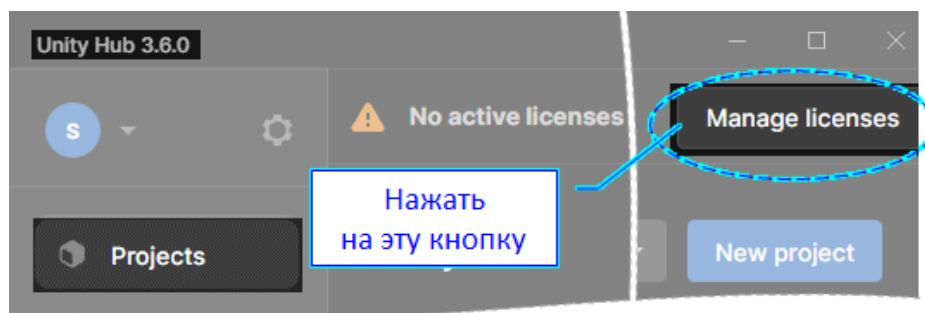 Unity Hub 3.6.0
S
No active licenses
Manage licenses
Нажать
на эту кнопку
Projects
New project